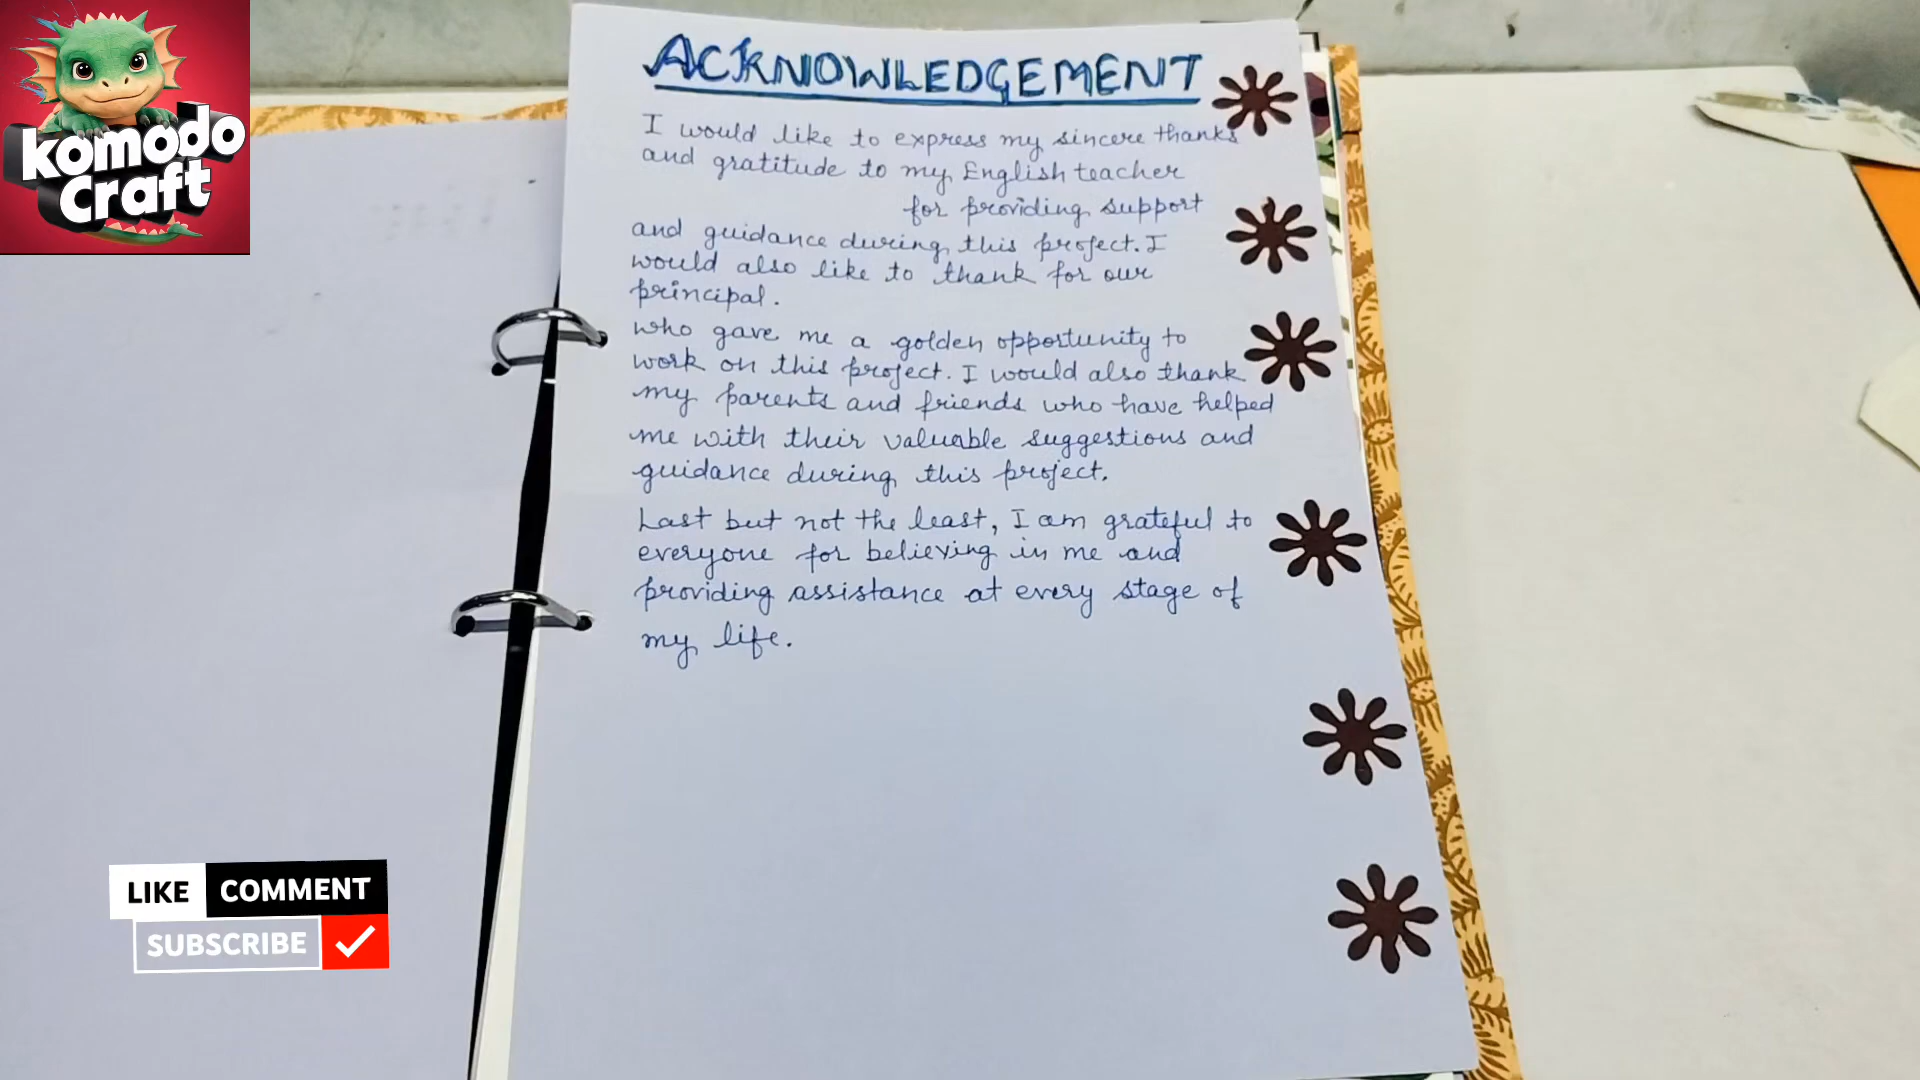 komodo
Craft
ACKNOWLEDGEMENT
I would like to express my sincere thanks
and gratitude to my English teacher
for providing support
and guidance during this project. I
would also like to thank for our
principal.
who gave me a golden opportunity to
work on this project. I would also thank
my parents and friends who have helped
me with their valuable suggestions and
guidance during this project.
Last but not the least, I am grateful to
everyone for believing in me and
providing assistance at every stage of
my life.
LIKE COMMENT
SUBSCRIBE